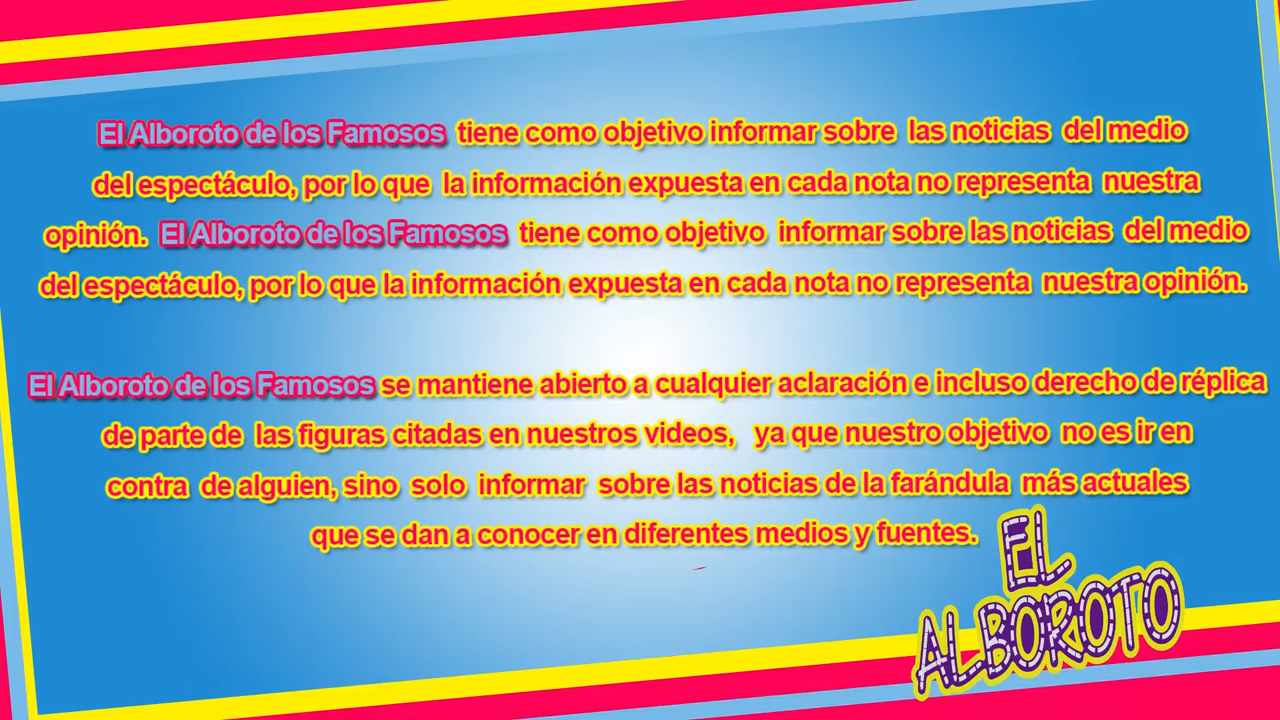 El Alboroto de los Famosos tiene como objetivo informar sobre las noticias del medio
del espectáculo, por lo que la información expuesta en cada nota no representa nuestra
opinión. El Alboroto de los Famosos tiene como objetivo informar sobre las noticias del medio
del espectáculo, por lo que la información expuesta en cada nota no representa nuestra opinión.
El Alboroto de los Famosos se mantiene abierto a cualquier aclaración e incluso derecho de réplica
de parte de las figuras citadas en nuestros videos, ya que nuestro objetivo no es ir en
contra de alguien, sino solo informar sobre las noticias de la farándula más actuales
que se dan a conocer en diferentes medios y fuentes.
EL
ALBOROTO